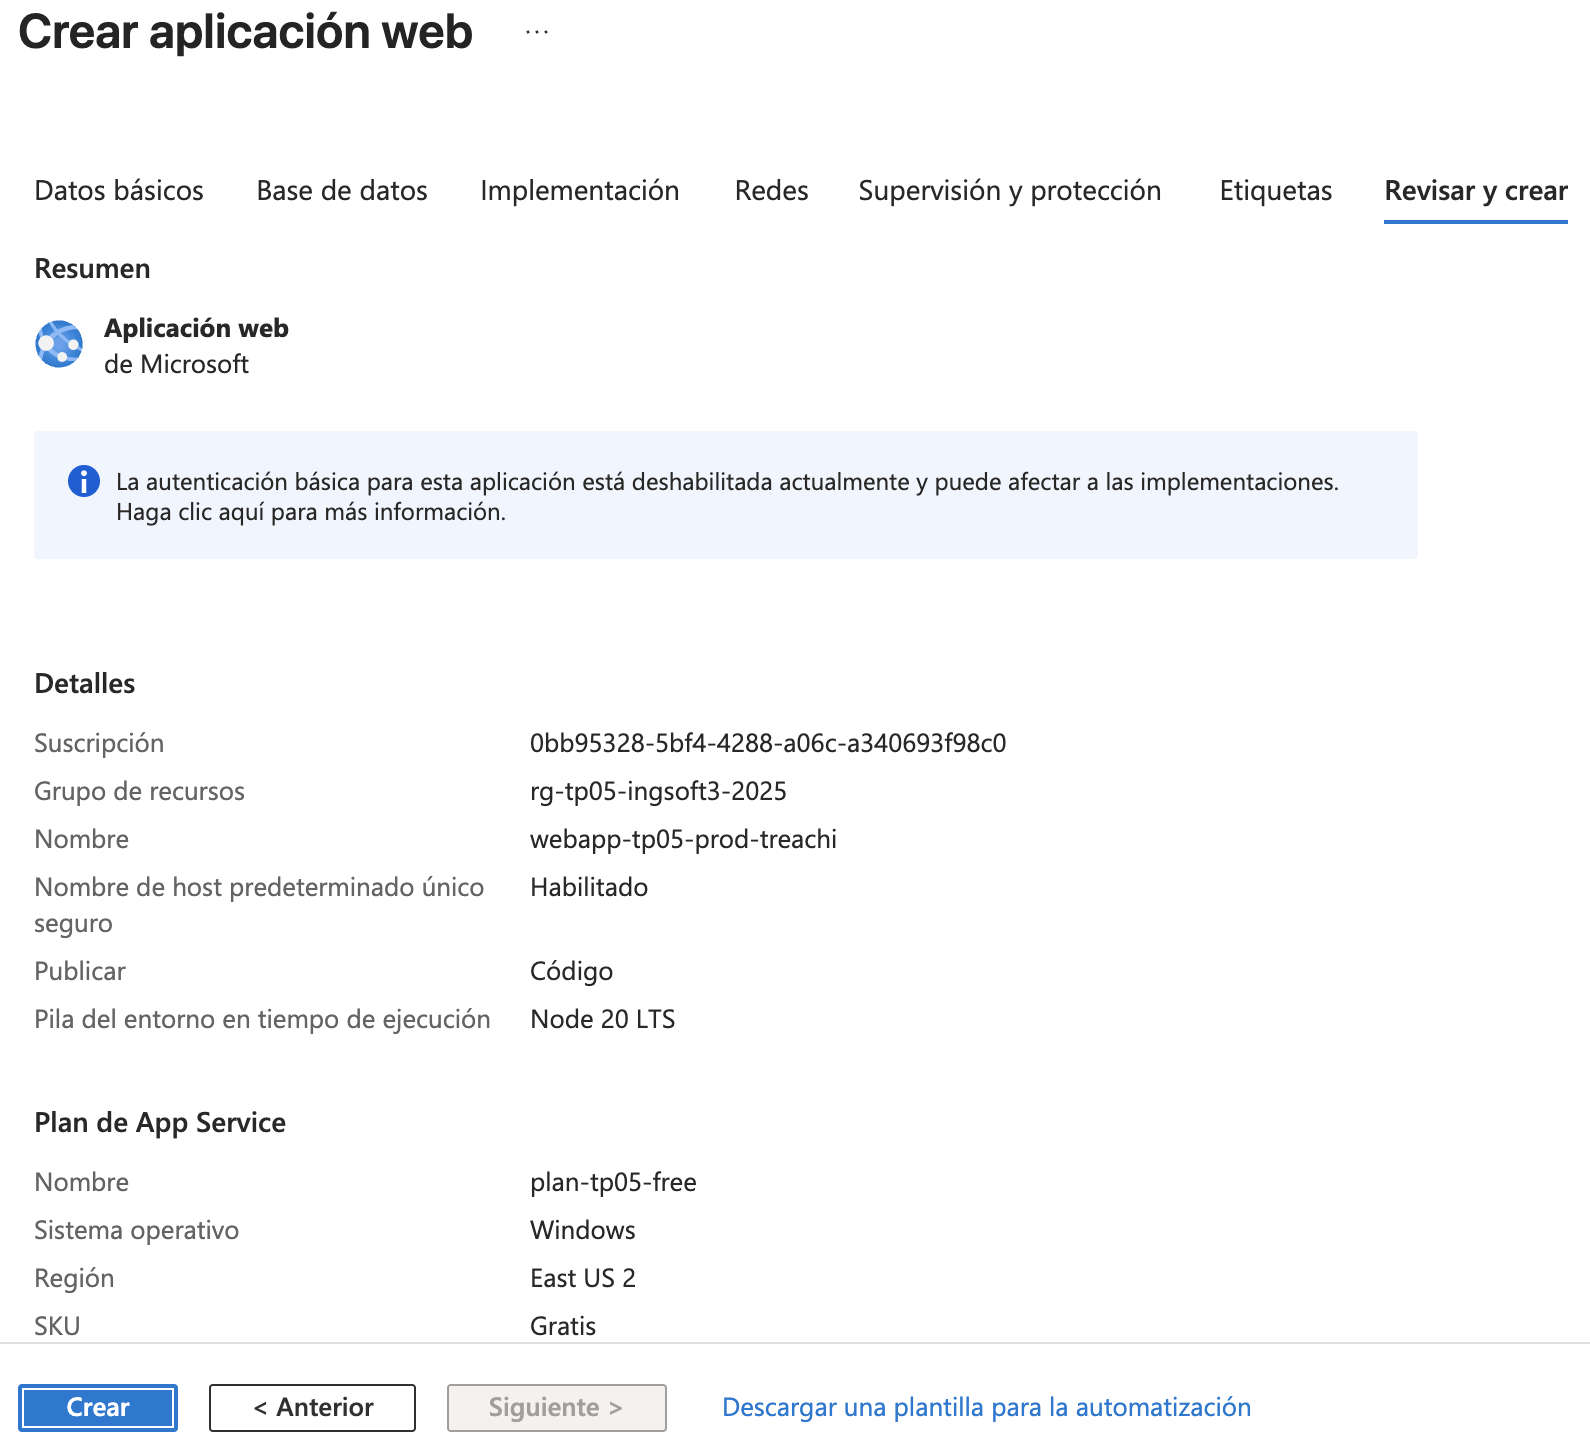 Crear aplicación web ...
Datos básicos Base de datos Implementación Redes Supervisión y protección Etiquetas Revisar y crear
Resumen
Aplicación web
de Microsoft
La autenticación básica para esta aplicación está deshabilitada actualmente y puede afectar a las implementaciones.
Haga clic aquí para más información.
Detalles
Suscripción 0bb95328-5bf4-4288-a06c-a340693f98c0
Grupo de recursos rg-tp05-ingsoft3-2025
Nombre webapp-tp05-prod-treachi
Nombre de host predeterminado único Habilitado
seguro
Publicar Código
Pila del entorno en tiempo de ejecución Node 20 LTS
Plan de App Service
Nombre plan-tp05-free
Sistema operativo Windows
Región East US 2
SKU Gratis
Crear < Anterior Siguiente > Descargar una plantilla para la automatización